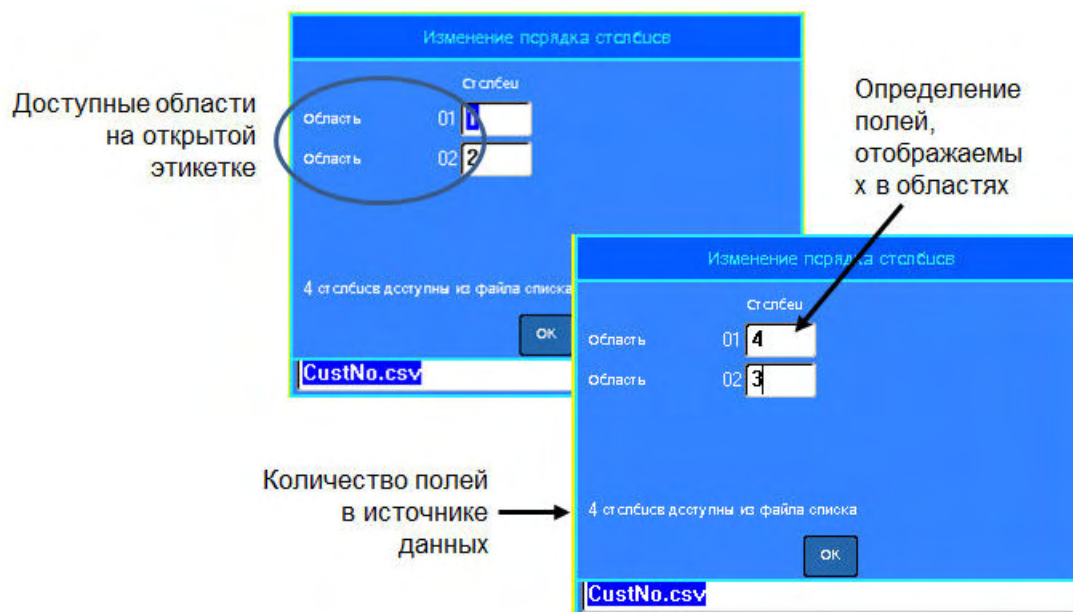 Изменение порядка столбцов
Столбец
Доступные области
на открытой
этикетке
Область 01 1
Область 02 2
4 столбцов доступны из файла списка
ОК
CustNo.csv
Определение
полей,
отображаемы
х в областях
Изменение порядка столбцов
Столбец
Область 01 4
Область 02 3
Количество полей
в источнике
данных
4 столбцов доступны из файла списка
ОК
CustNo.csv